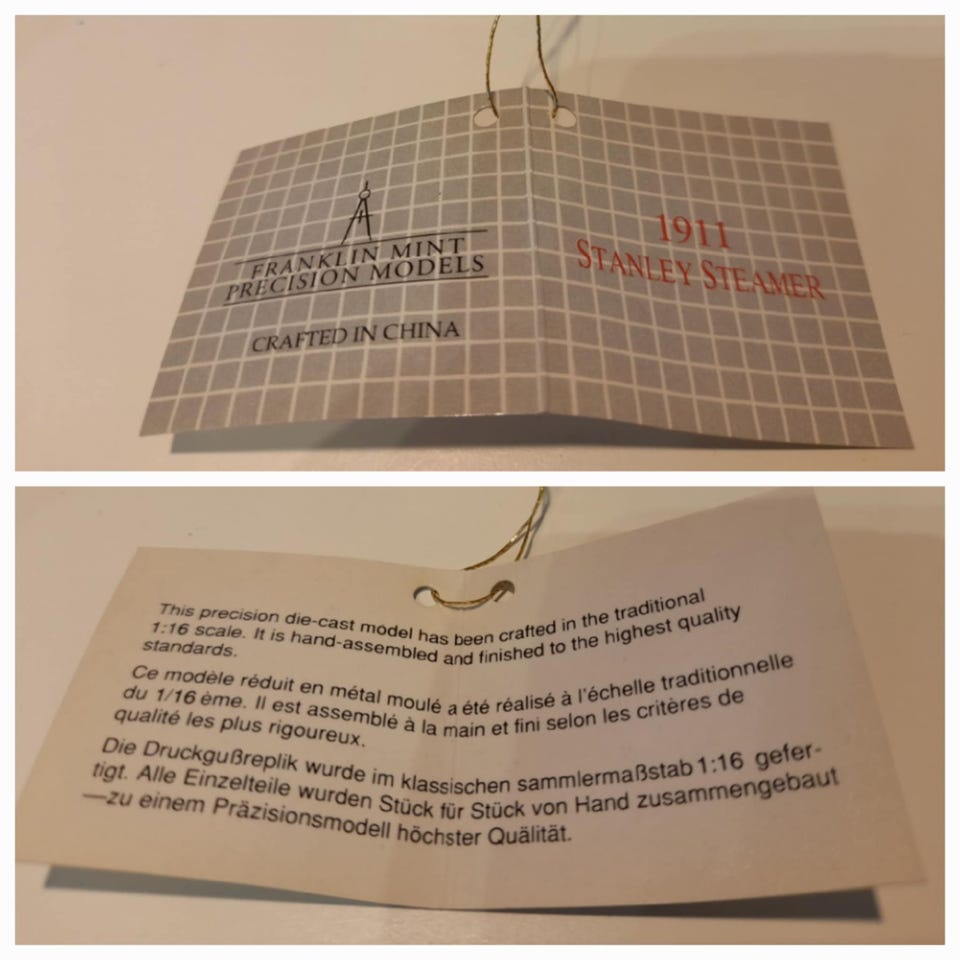 FRANKLIN MINT
PRECISION MODELS
CRAFTED IN CHINA
1911
STANLEY STEAMER
This precision die-cast model has been crafted in the traditional
1:16 scale. It is hand-assembled and finished to the highest quality
standards.
Ce modèle réduit en métal moulé a été réalisé à l'échelle traditionnelle
du 1/16 ème. Il est assemblé à la main et fini selon les critères de
qualité les plus rigoureux.
Die Druckgußreplik wurde im klassischen sammlermaßstab 1:16 gefer-
tigt. Alle Einzelteile wurden Stück für Stück von Hand zusammengebaut
—zu einem Präzisionsmodell höchster Quälität.